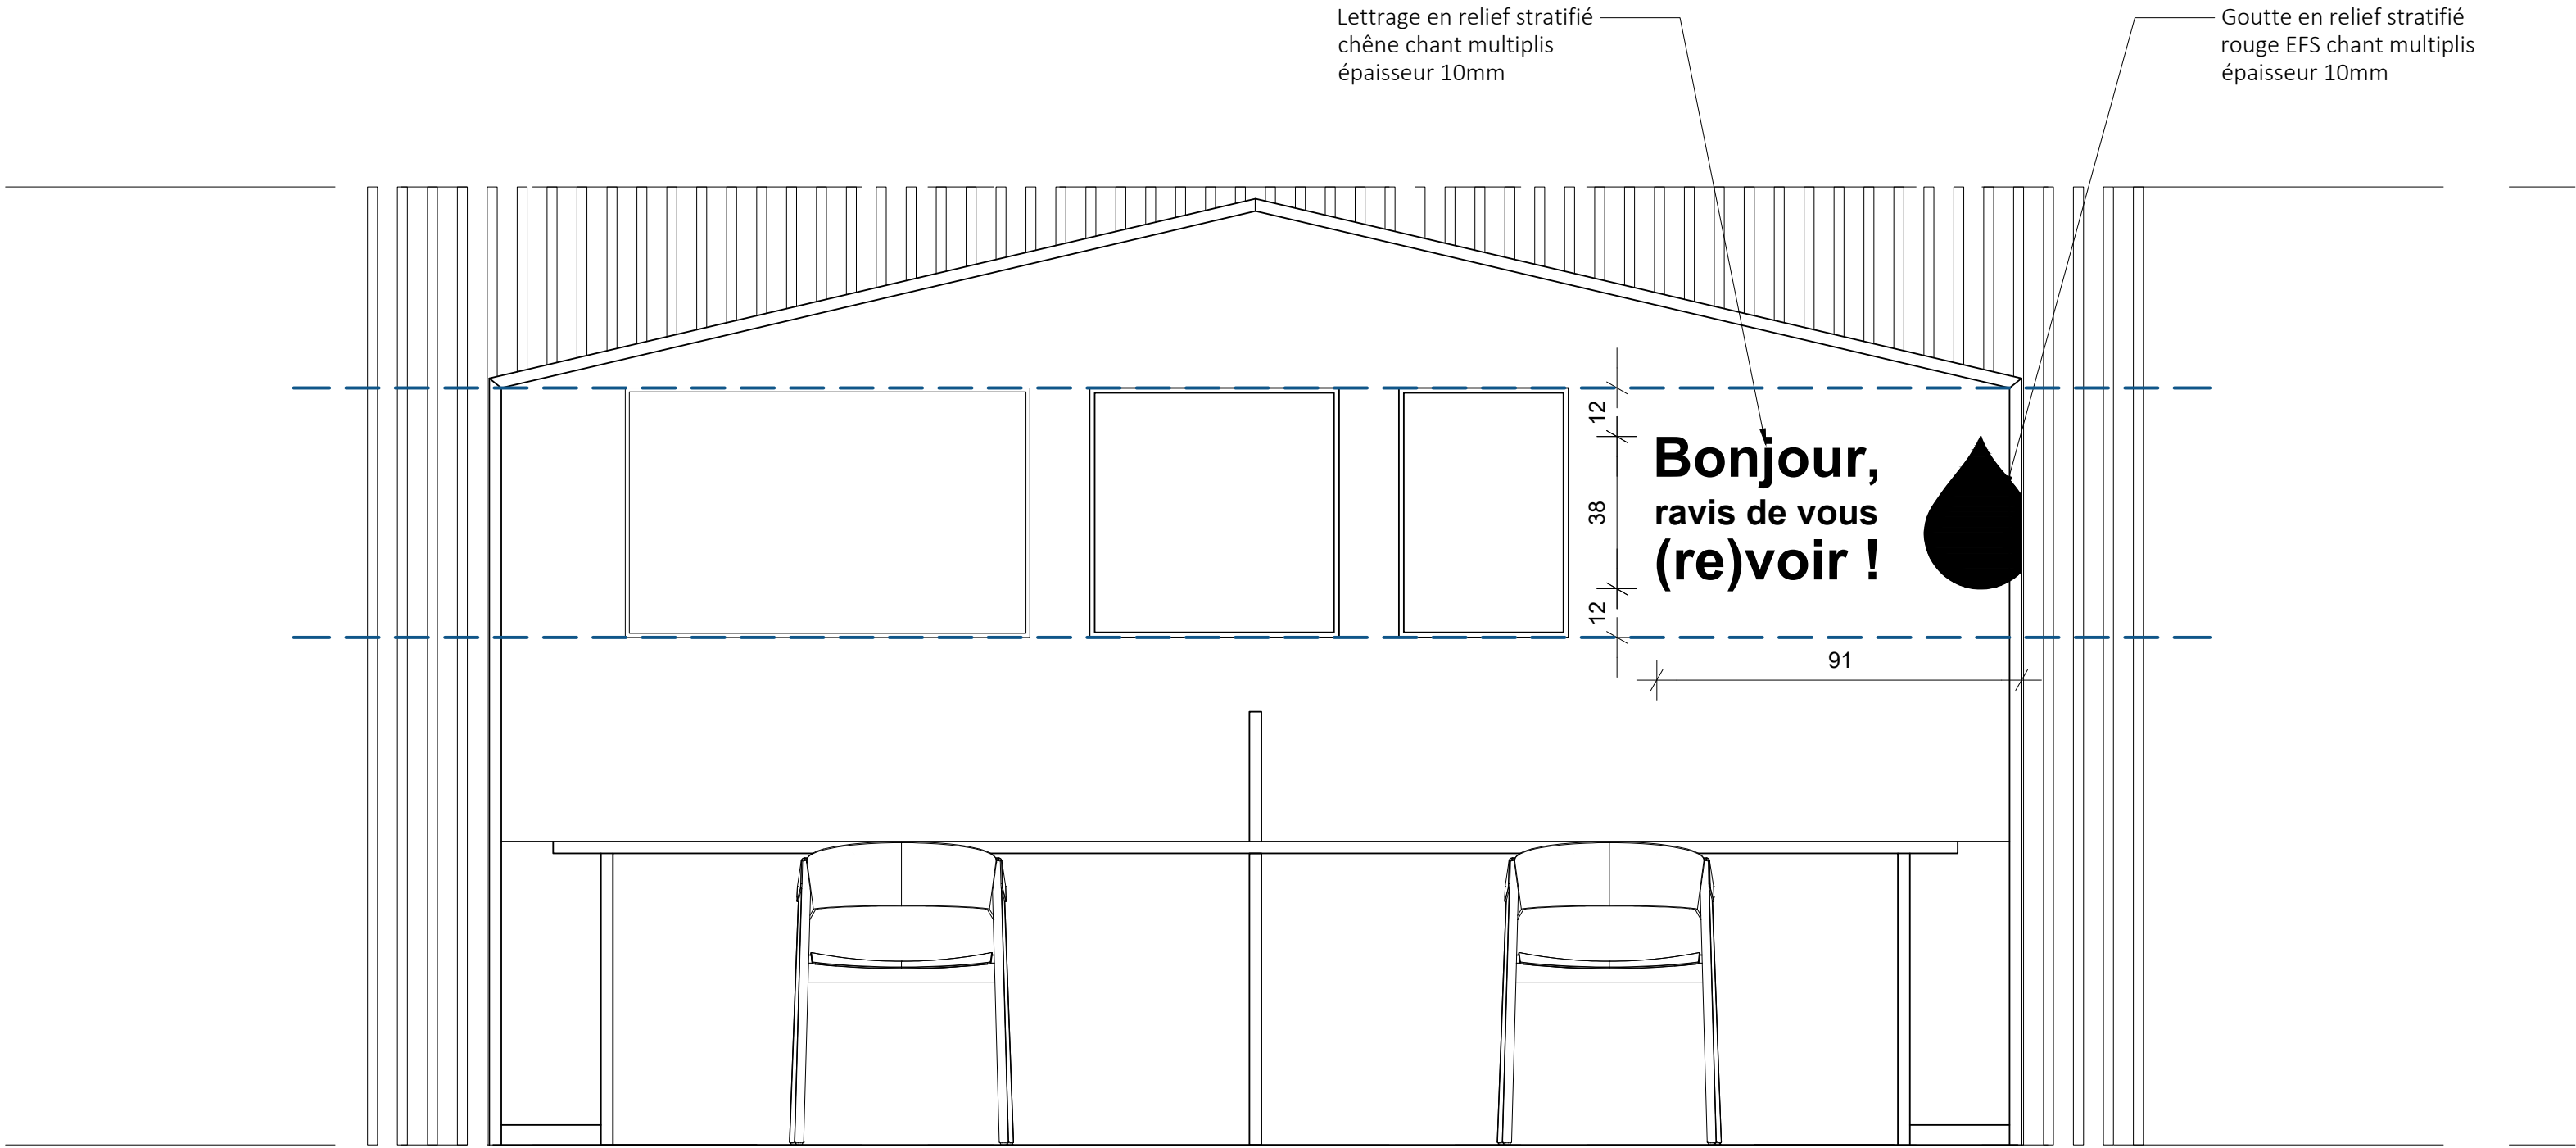 Lettrage en relief stratifié
chêne chant multiplis
épaisseur 10mm
Goutte en relief stratifié
rouge EFS chant multiplis
épaisseur 10mm
12
38
12
Bonjour,
ravis de vous
(re)voir !
91